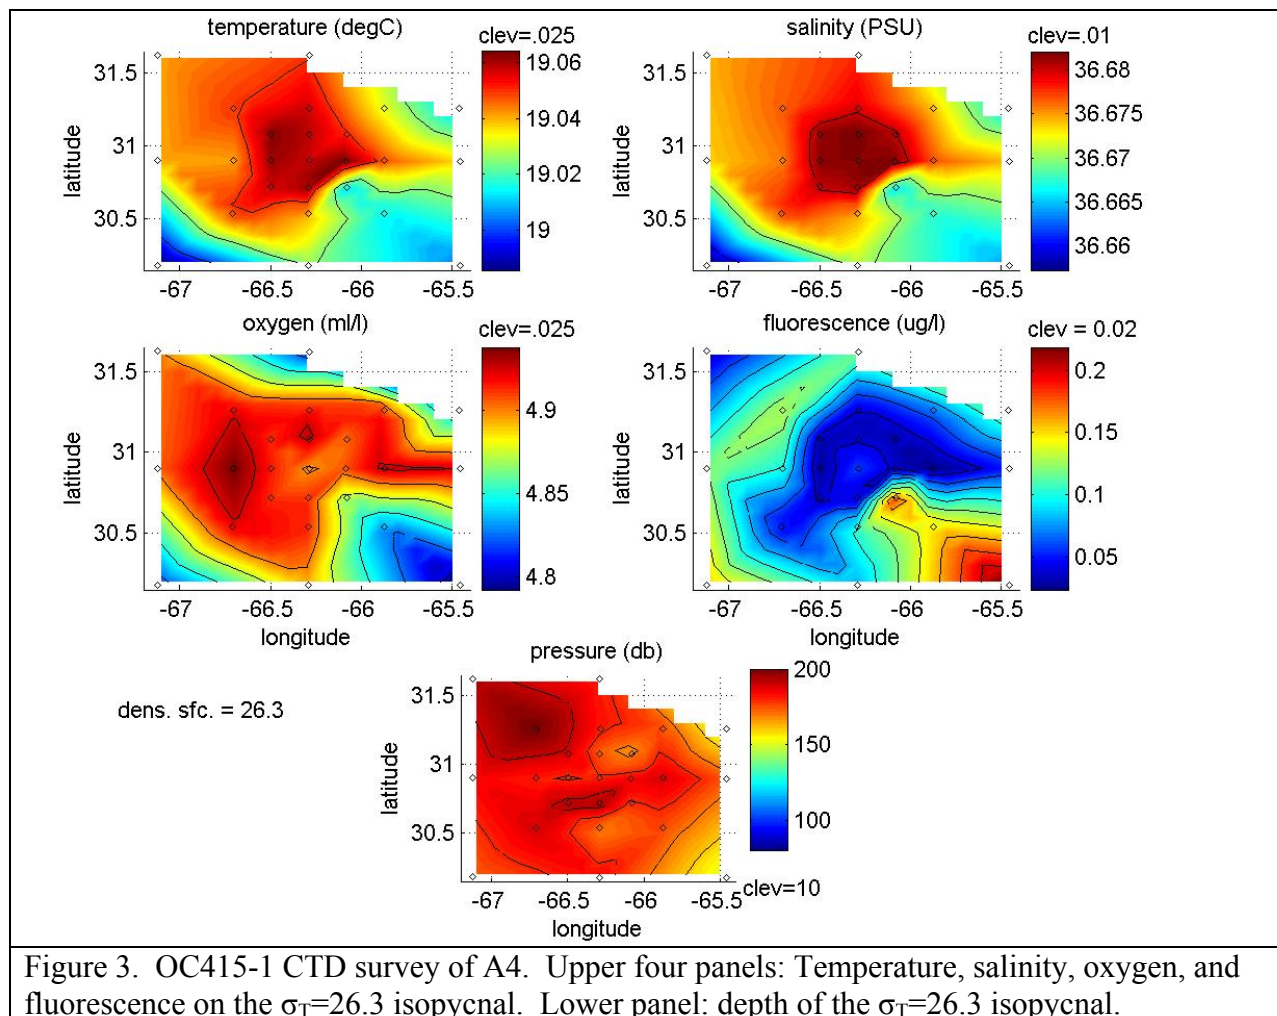 temperature (degC)
clev=.025
31.5
31
30.5
latitude
-67
-66.5
-66
-65.5
19.06
19.04
19.02
19
salinity (PSU)
clev=.01
31.5
31
30.5
latitude
-67
-66.5
-66
-65.5
36.68
36.675
36.67
36.665
36.66
oxygen (ml/l)
clev=.025
31.5
31
30.5
latitude
-67
-66.5
-66
-65.5
longitude
4.9
4.85
4.8
fluorescence (ug/l)
clev = 0.02
31.5
31
30.5
latitude
-67
-66.5
-66
-65.5
longitude
0.2
0.15
0.1
0.05
dens. sfc. = 26.3
pressure (db)
31.5
31
30.5
latitude
-67
-66.5
-66
-65.5
longitude
200
150
100
clev=10
Figure 3.  OC415-1 CTD survey of A4.  Upper four panels: Temperature, salinity, oxygen, and
fluorescence on the σT=26.3 isopycnal.  Lower panel: depth of the σT=26.3 isopycnal.